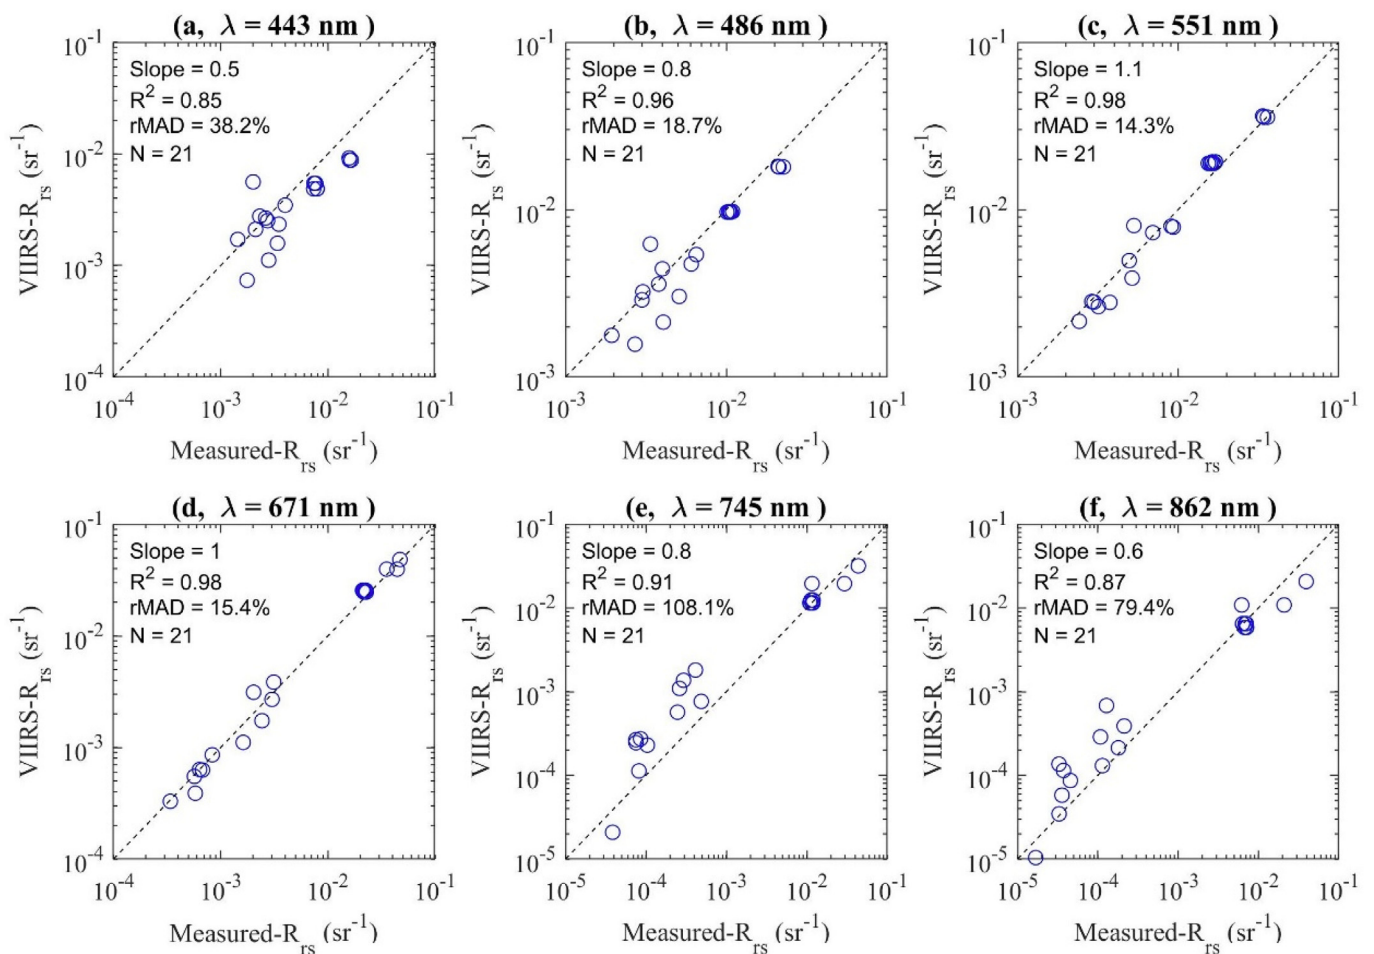 (a, λ = 443 nm )
Slope = 0.5
R² = 0.85
rMAD = 38.2%
N = 21
10⁻¹
10⁻²
10⁻³
10⁻⁴
VIIRS-Rrs (sr⁻¹)
10⁻⁴ 10⁻³ 10⁻² 10⁻¹
Measured-Rrs (sr⁻¹)
(b, λ = 486 nm )
Slope = 0.8
R² = 0.96
rMAD = 18.7%
N = 21
10⁻¹
10⁻²
10⁻³
VIIRS-Rrs (sr⁻¹)
10⁻³ 10⁻² 10⁻¹
Measured-Rrs (sr⁻¹)
(c, λ = 551 nm )
Slope = 1.1
R² = 0.98
rMAD = 14.3%
N = 21
10⁻¹
10⁻²
10⁻³
VIIRS-Rrs (sr⁻¹)
10⁻³ 10⁻² 10⁻¹
Measured-Rrs (sr⁻¹)
(d, λ = 671 nm )
Slope = 1
R² = 0.98
rMAD = 15.4%
N = 21
10⁻¹
10⁻²
10⁻³
10⁻⁴
VIIRS-Rrs (sr⁻¹)
10⁻⁴ 10⁻³ 10⁻² 10⁻¹
Measured-Rrs (sr⁻¹)
(e, λ = 745 nm )
Slope = 0.8
R² = 0.91
rMAD = 108.1%
N = 21
10⁻¹
10⁻²
10⁻³
10⁻⁴
10⁻⁵
VIIRS-Rrs (sr⁻¹)
10⁻⁵ 10⁻⁴ 10⁻³ 10⁻² 10⁻¹
Measured-Rrs (sr⁻¹)
(f, λ = 862 nm )
Slope = 0.6
R² = 0.87
rMAD = 79.4%
N = 21
10⁻¹
10⁻²
10⁻³
10⁻⁴
10⁻⁵
VIIRS-Rrs (sr⁻¹)
10⁻⁵ 10⁻⁴ 10⁻³ 10⁻² 10⁻¹
Measured-Rrs (sr⁻¹)